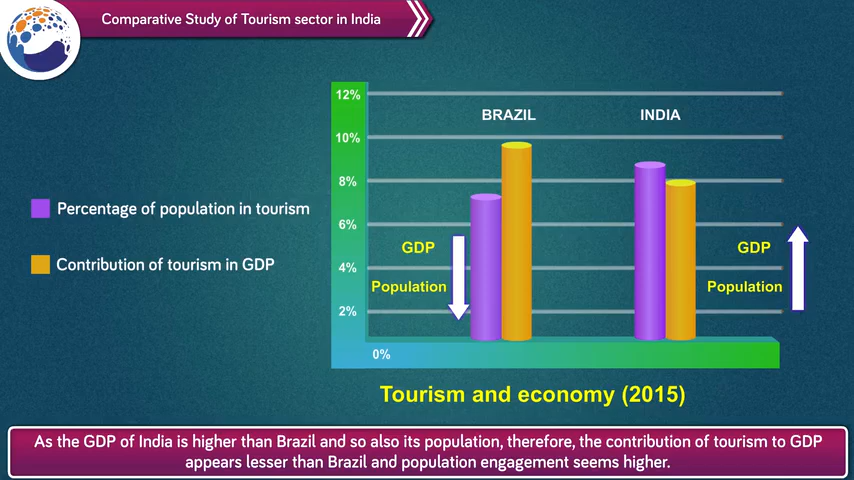 Comparative Study of Tourism sector in India
12%
10%
8%
6%
4%
2%
0%
BRAZIL
INDIA
Percentage of population in tourism
Contribution of tourism in GDP
GDP
Population
GDP
Population
Tourism and economy (2015)
As the GDP of India is higher than Brazil and so also its population, therefore, the contribution of tourism to GDP
appears lesser than Brazil and population engagement seems higher.